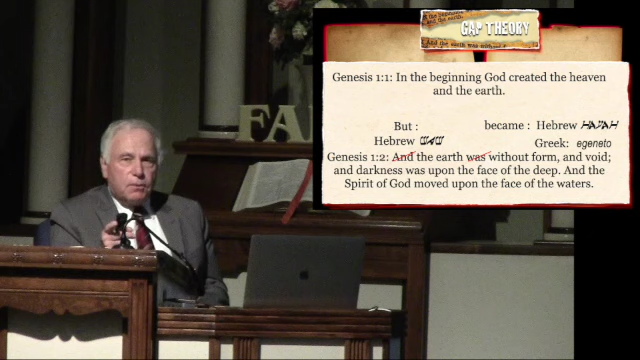 GAP THEORY
Genesis 1:1: In the beginning God created the heaven
and the earth.
But :
became : Hebrew HAYAH
Hebrew WAW
Greek: egeneto
Genesis 1:2: And the earth was without form, and void;
and darkness was upon the face of the deep. And the
Spirit of God moved upon the face of the waters.
FA